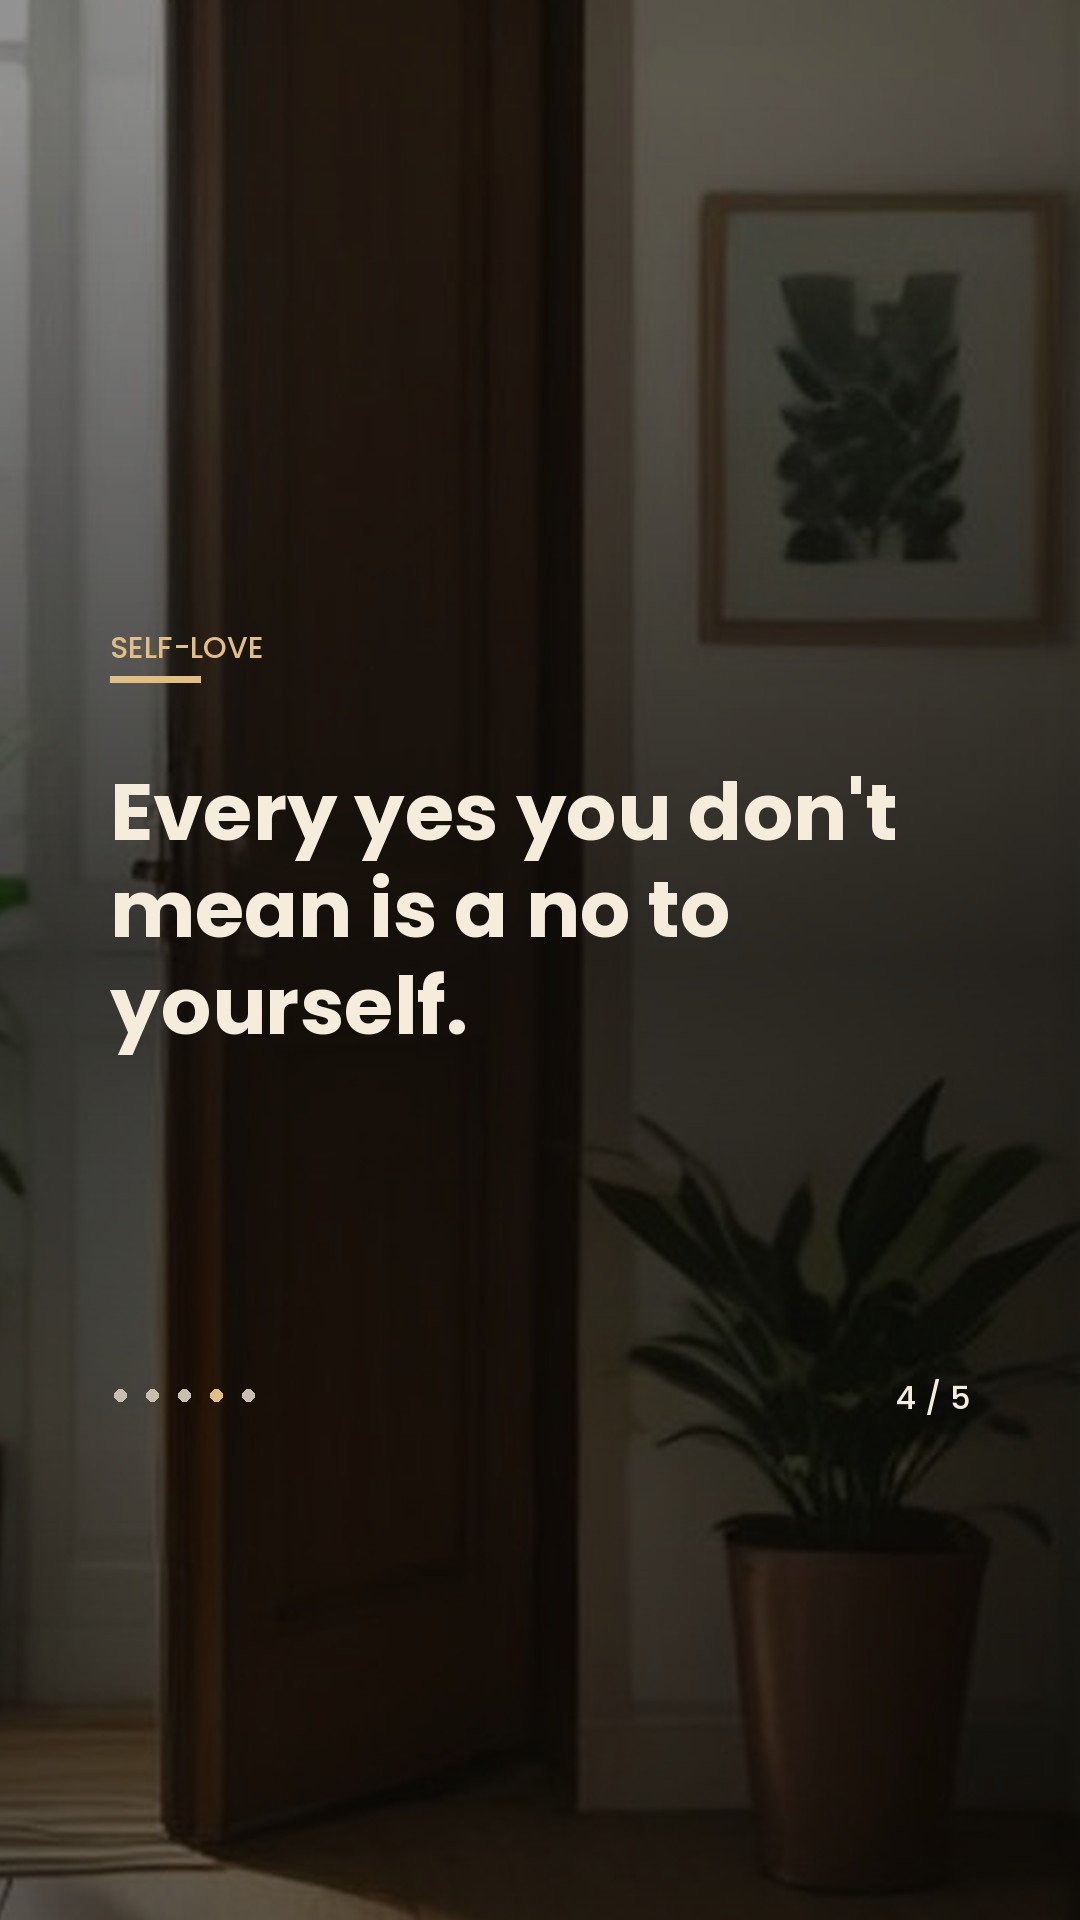 SELF-LOVE
Every yes you don't
mean is a no to
yourself.
4 / 5